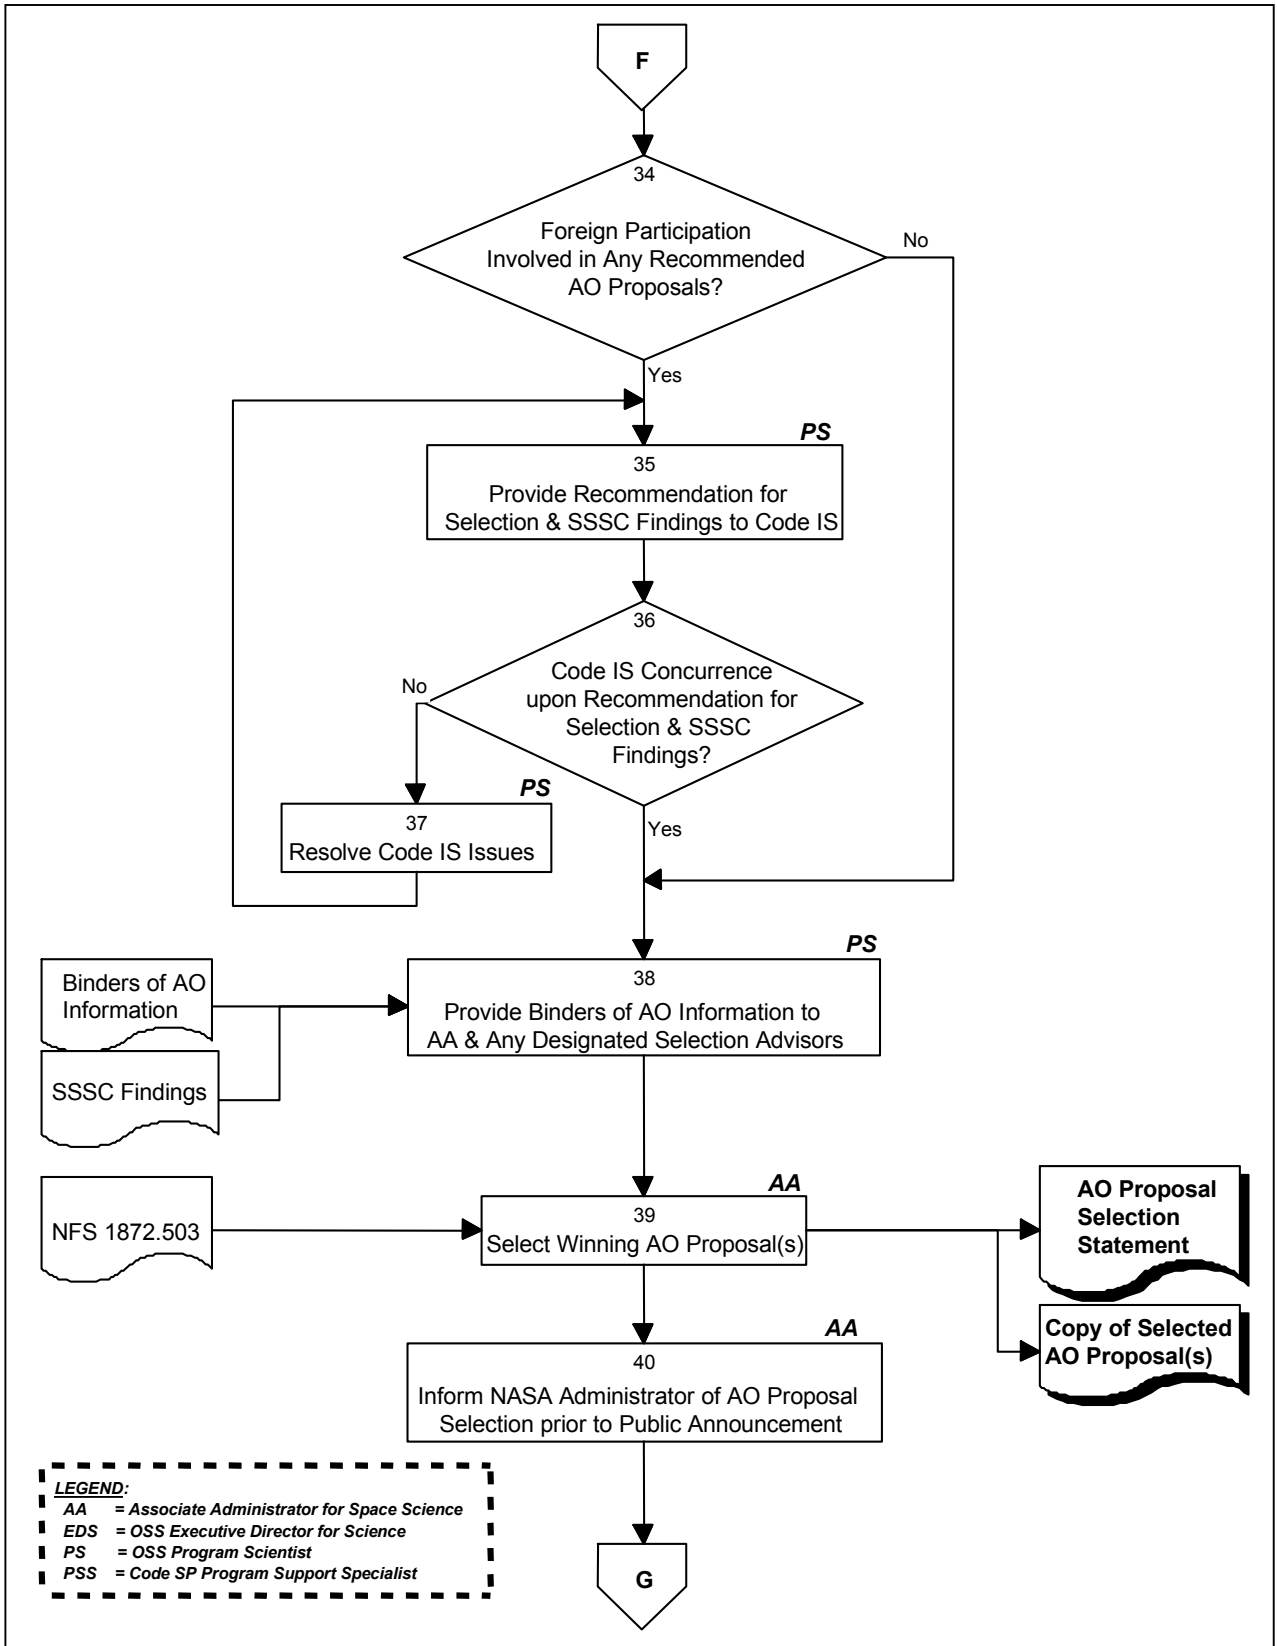 F
34
Foreign Participation
Involved in Any Recommended
AO Proposals?
No
Yes
PS
35
Provide Recommendation for
Selection & SSSC Findings to Code IS
36
Code IS Concurrence
upon Recommendation for
Selection & SSSC
Findings?
No
PS
37
Resolve Code IS Issues
Yes
PS
Binders of AO
Information
38
Provide Binders of AO Information to
AA & Any Designated Selection Advisors
SSSC Findings
AA
NFS 1872.503
39
Select Winning AO Proposal(s)
AO Proposal
Selection
Statement
Copy of Selected
AO Proposal(s)
AA
40
Inform NASA Administrator of AO Proposal
Selection prior to Public Announcement
LEGEND:
AA = Associate Administrator for Space Science
EDS = OSS Executive Director for Science
PS = OSS Program Scientist
PSS = Code SP Program Support Specialist
G